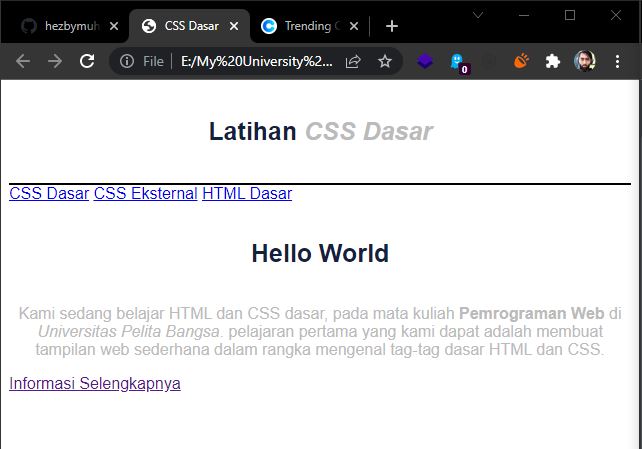 hezbymuh
CSS Dasar
Trending C
File
E:/My%20University%2...
0
Latihan CSS Dasar
CSS Dasar CSS Eksternal HTML Dasar
Hello World
Kami sedang belajar HTML dan CSS dasar, pada mata kuliah Pemrograman Web di
Universitas Pelita Bangsa. pelajaran pertama yang kami dapat adalah membuat
tampilan web sederhana dalam rangka mengenal tag-tag dasar HTML dan CSS.
Informasi Selengkapnya